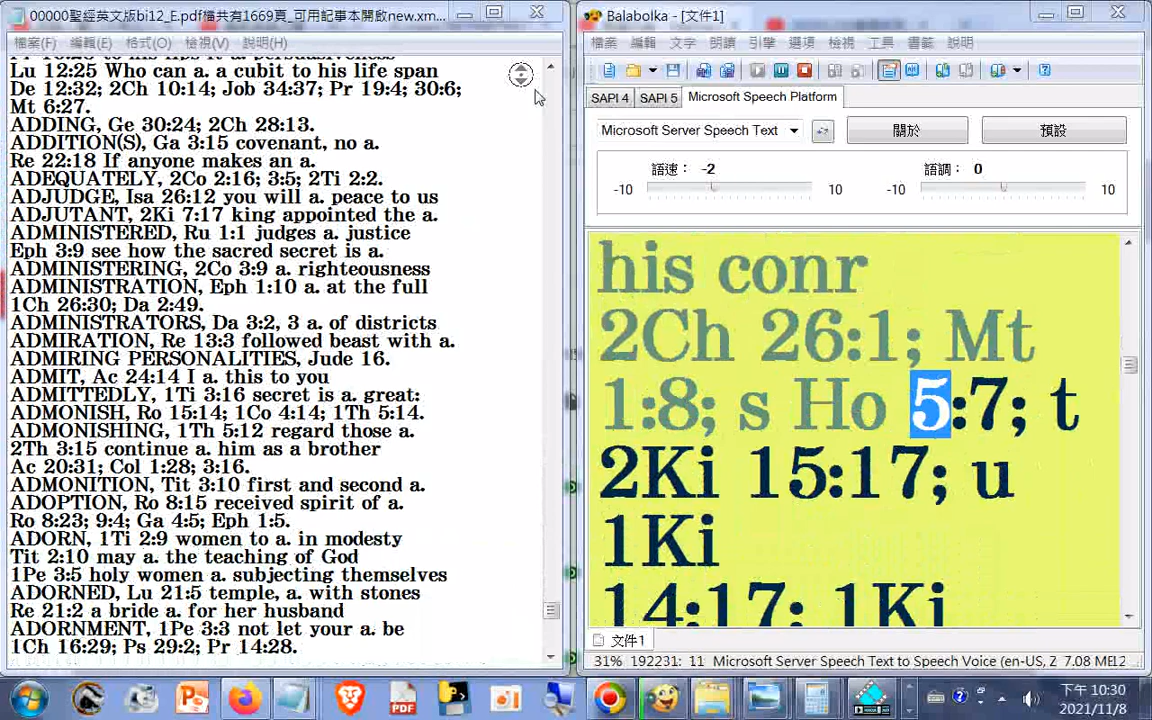 00000聖經英文版bi12_E.pdf檔共有1669頁_可用記事本開啟new.xm...
檔案(F) 編輯(E) 格式(O) 檢視(V) 說明(H)
Lu 12:25 Who can a. a cubit to his life span
De 12:32; 2Ch 10:14; Job 34:37; Pr 19:4; 30:6;
Mt 6:27.
ADDING, Ge 30:24; 2Ch 28:13.
ADDITION(S), Ga 3:15 covenant, no a.
Re 22:18 If anyone makes an a.
ADEQUATELY, 2Co 2:16; 3:5; 2Ti 2:2.
ADJUDGE, Isa 26:12 you will a. peace to us
ADJUTANT, 2Ki 7:17 king appointed the a.
ADMINISTERED, Ru 1:1 judges a. justice
Eph 3:9 see how the sacred secret is a.
ADMINISTERING, 2Co 3:9 a. righteousness
ADMINISTRATION, Eph 1:10 a. at the full
1Ch 26:30; Da 2:49.
ADMINISTRATORS, Da 3:2, 3 a. of districts
ADMIRATION, Re 13:3 followed beast with a.
ADMIRING PERSONALITIES, Jude 16.
ADMIT, Ac 24:14 I a. this to you
ADMITTEDLY, 1Ti 3:16 secret is a. great:
ADMONISH, Ro 15:14; 1Co 4:14; 1Th 5:14.
ADMONISHING, 1Th 5:12 regard those a.
2Th 3:15 continue a. him as a brother
Ac 20:31; Col 1:28; 3:16.
ADMONITION, Tit 3:10 first and second a.
ADOPTION, Ro 8:15 received spirit of a.
Ro 8:23; 9:4; Ga 4:5; Eph 1:5.
ADORN, 1Ti 2:9 women to a. in modesty
Tit 2:10 may a. the teaching of God
1Pe 3:5 holy women a. subjecting themselves
ADORNED, Lu 21:5 temple, a. with stones
Re 21:2 a bride a. for her husband
ADORNMENT, 1Pe 3:3 not let your a. be
1Ch 16:29; Ps 29:2; Pr 14:28.
Balabolka - [文件1]
檔案 編輯 文字 朗讀 引擎 選項 檢視 工具 書籤 說明
SAPI 4 SAPI 5 Microsoft Speech Platform
Microsoft Server Speech Text 關於 預設
語速： -2 語調： 0
-10 10 -10 10
his conr
2Ch 26:1; Mt
1:8; s Ho 5:7; t
2Ki 15:17; u
1Ki
14:17; 1Ki
文件1
31% 192231: 11 Microsoft Server Speech Text to Speech Voice (en-US, Z 7.08 ME12
PDF
下午 10:30
2021/11/8